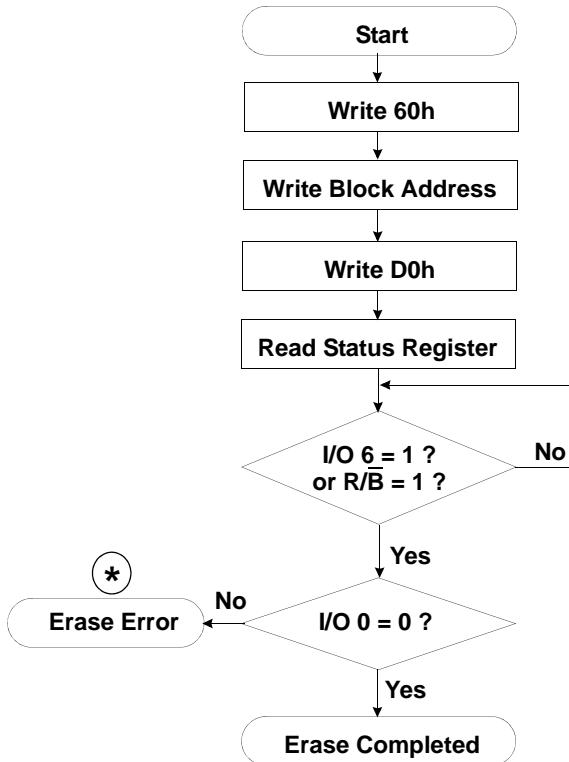 Start
Write 60h
Write Block Address
Write D0h
Read Status Register
I/O 6 = 1 ?
or R/B̅ = 1 ?
No
Yes
*
No
Erase Error
I/O 0 = 0 ?
Yes
Erase Completed